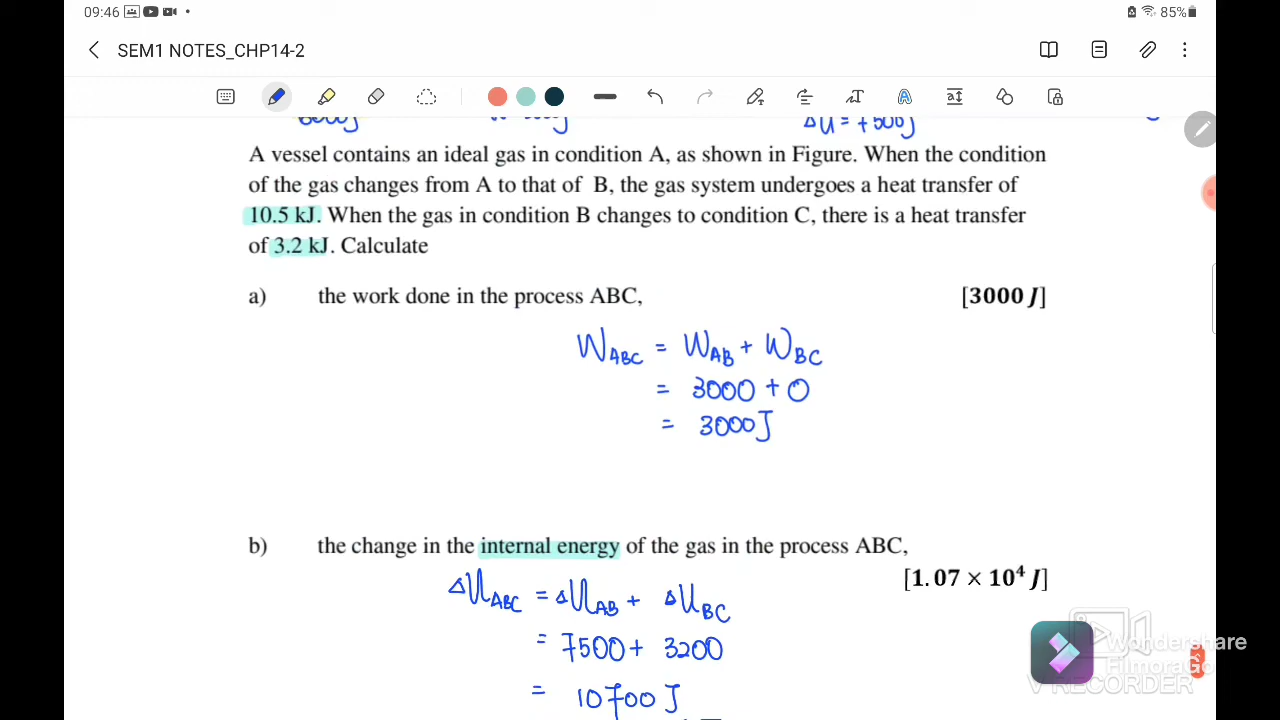 09:46
85%
SEM1 NOTES_CHP14-2
ΔU = +500J
A vessel contains an ideal gas in condition A, as shown in Figure. When the condition
of the gas changes from A to that of B, the gas system undergoes a heat transfer of
10.5 kJ. When the gas in condition B changes to condition C, there is a heat transfer
of 3.2 kJ. Calculate
a) the work done in the process ABC, [3000 J]
W_ABC = W_AB + W_BC
= 3000 + 0
= 3000J
b) the change in the internal energy of the gas in the process ABC,
[1.07 × 10⁴ J]
ΔU_ABC = ΔU_AB + ΔU_BC
= 7500 + 3200
= 10700 J
Wondershare
FilmoraGo
V RECORDER